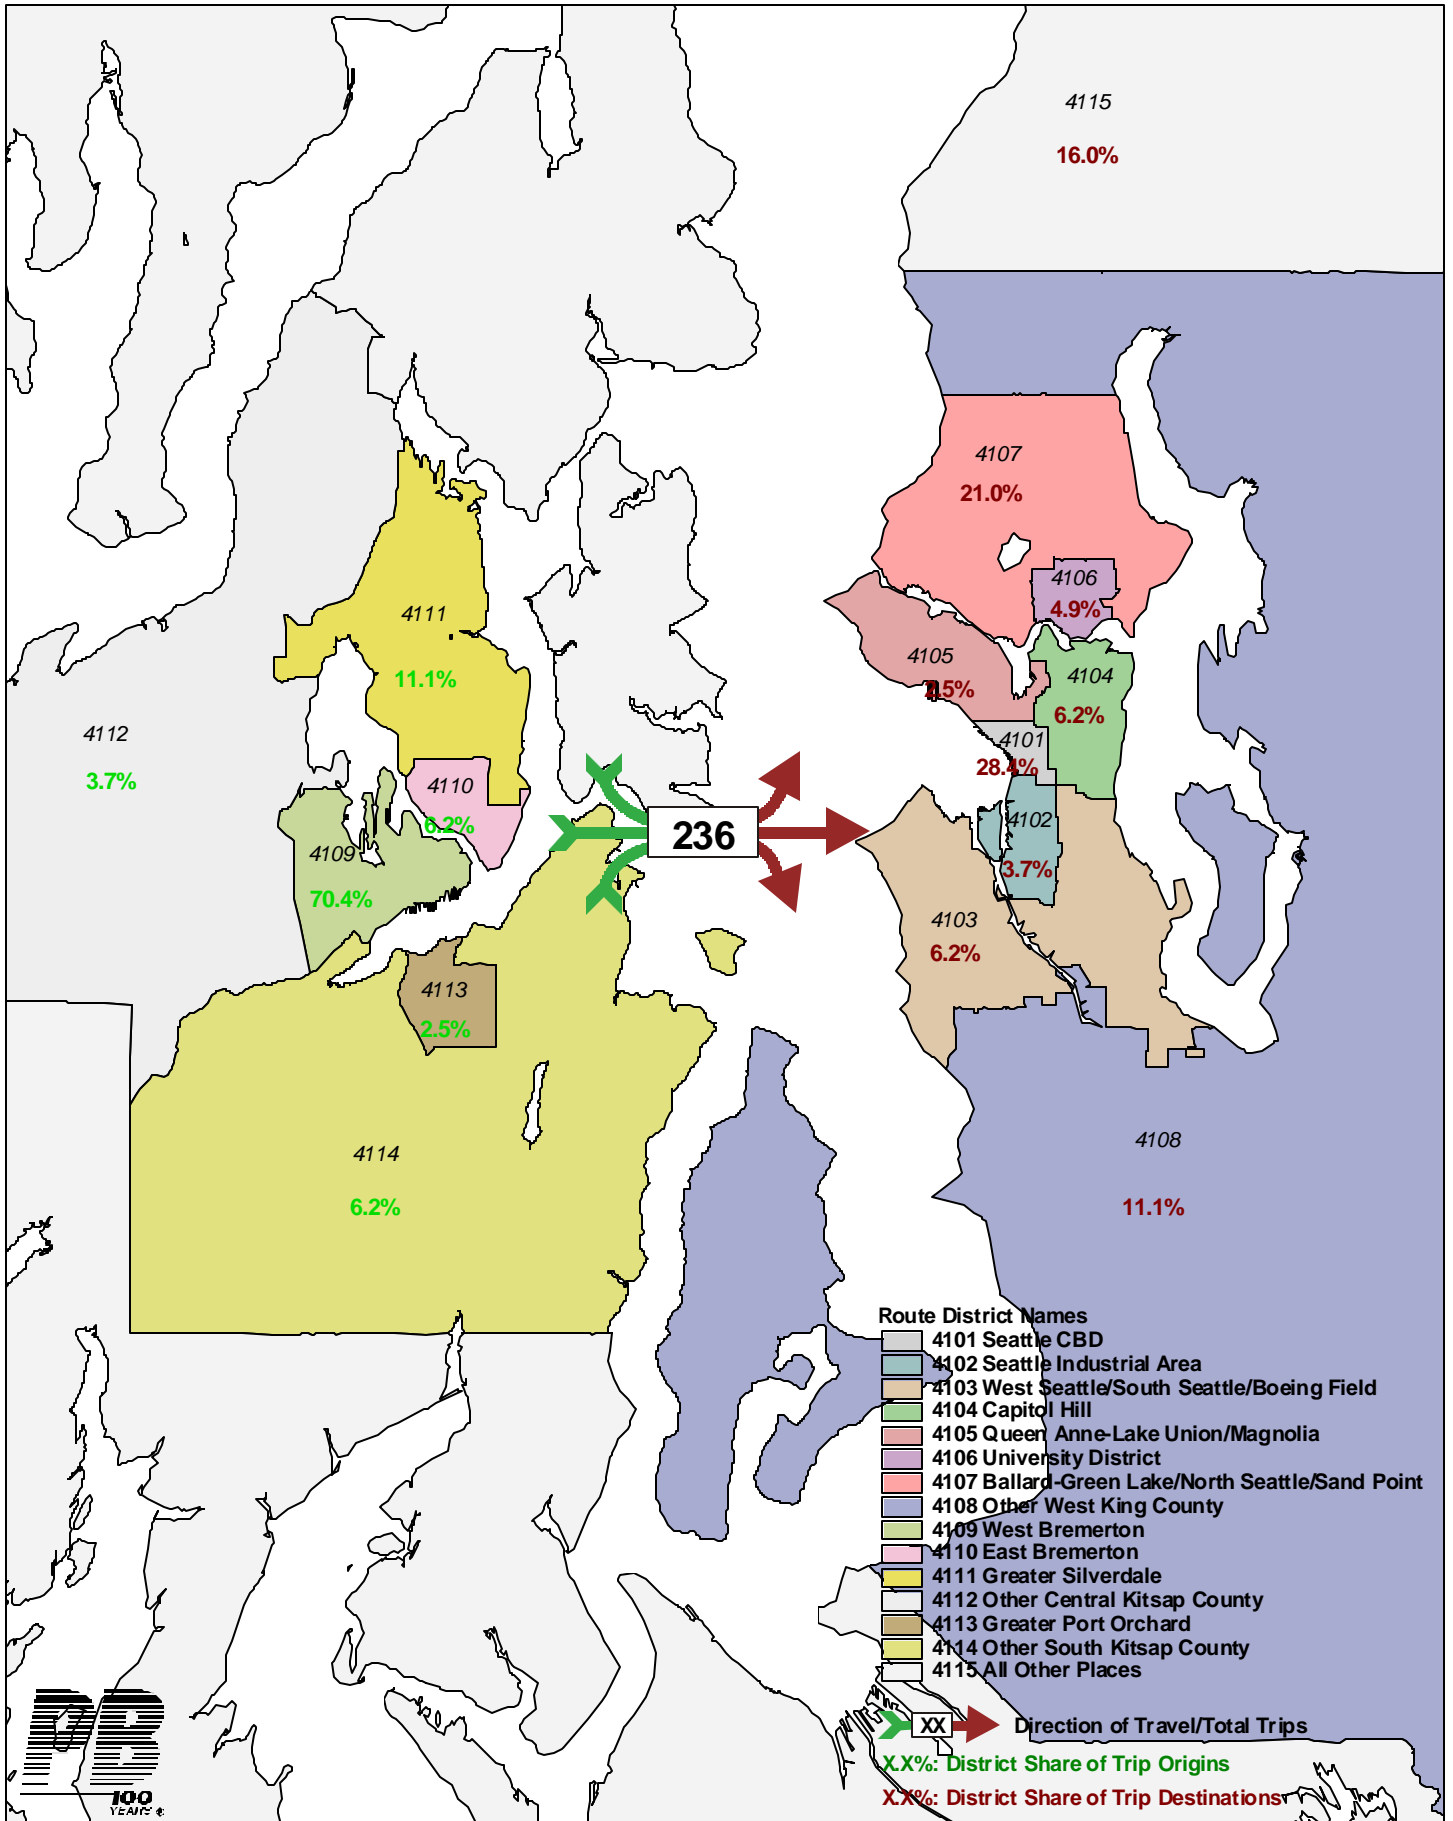 4115
16.0%
4107
21.0%
4106
4.9%
4111
11.1%
4105
2.5%
4104
6.2%
4112
3.7%
4101
28.4%
4110
6.2%
236
4102
3.7%
4109
70.4%
4103
6.2%
4113
2.5%
4114
6.2%
4108
11.1%
Route District Names
4101 Seattle CBD
4102 Seattle Industrial Area
4103 West Seattle/South Seattle/Boeing Field
4104 Capitol Hill
4105 Queen Anne-Lake Union/Magnolia
4106 University District
4107 Ballard-Green Lake/North Seattle/Sand Point
4108 Other West King County
4109 West Bremerton
4110 East Bremerton
4111 Greater Silverdale
4112 Other Central Kitsap County
4113 Greater Port Orchard
4114 Other South Kitsap County
4115 All Other Places
XX Direction of Travel/Total Trips
X.X%: District Share of Trip Origins
X.X%: District Share of Trip Destinations
PB
100
YEARS ®